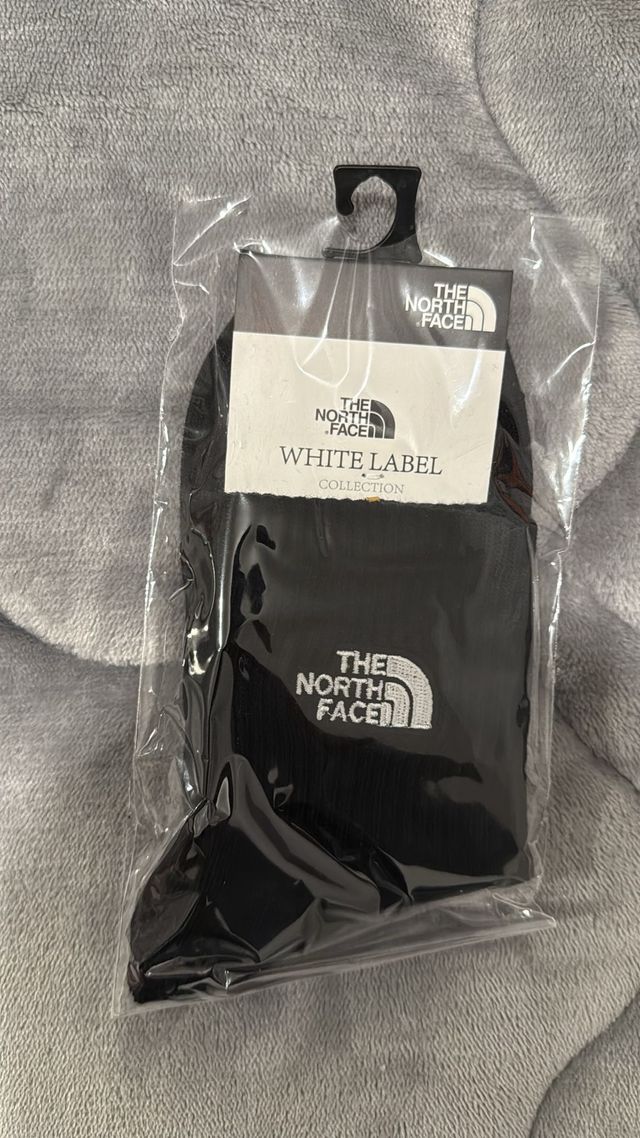 THE
NORTH
FACE
THE
NORTH
FACE
WHITE LABEL
COLLECTION
THE
NORTH
FACE